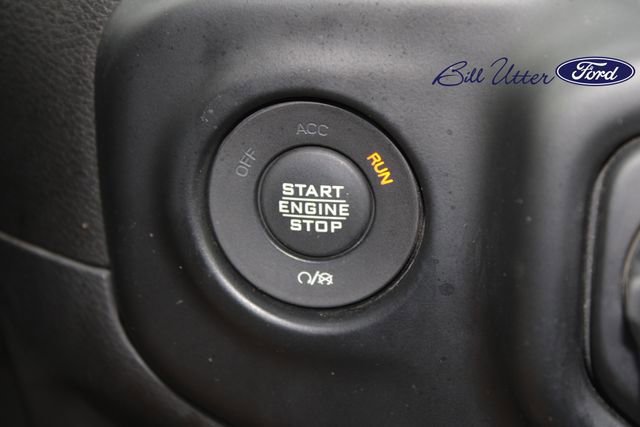 Bill Utter Ford
ACC
OFF
RUN
START
ENGINE
STOP